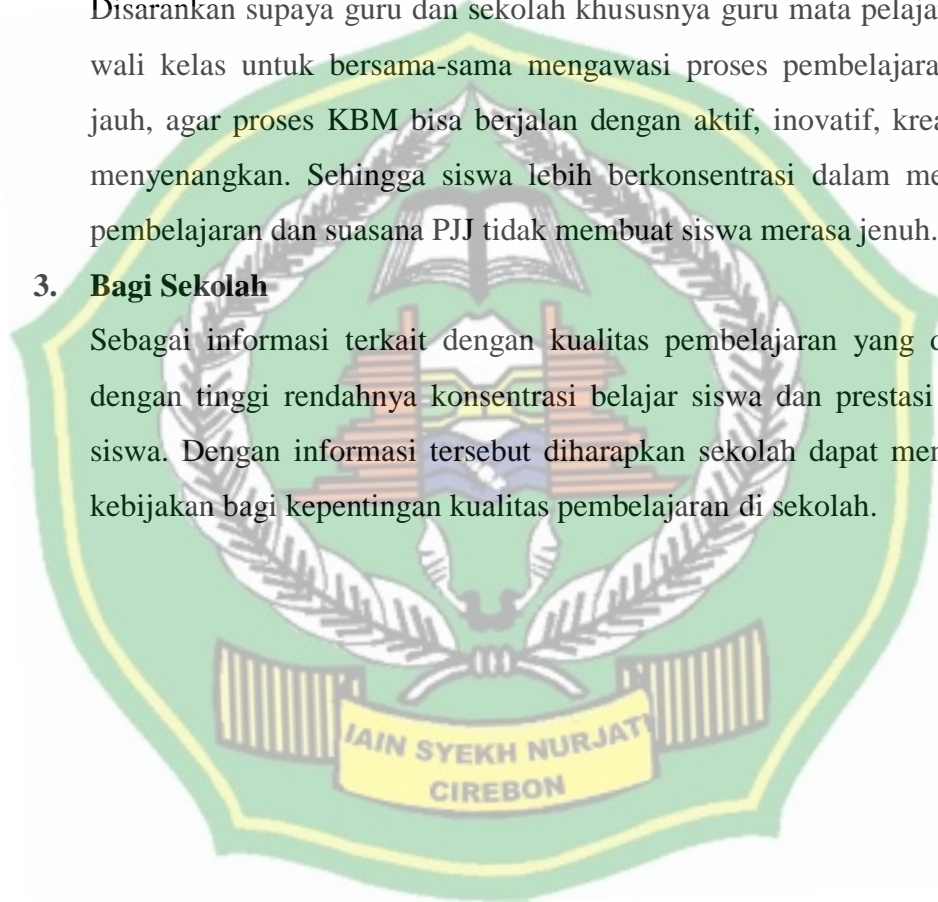 Disarankan supaya guru dan sekolah khususnya guru mata
wali kelas untuk bersama-sama mengawasi proses
jauh, agar proses KBM bisa berjalan dengan aktif, inovatif,
menyenangkan. Sehingga siswa lebih berkonsentrasi dalam
pembelajaran dan suasana PJJ tidak membuat siswa merasa jenuh.
3. Bagi Sekolah
Sebagai informasi terkait dengan kualitas pembelajaran yang
dengan tinggi rendahnya konsentrasi belajar siswa dan prestasi
siswa. Dengan informasi tersebut diharapkan sekolah dapat
kebijakan bagi kepentingan kualitas pembelajaran di sekolah.
IAIN SYEKH NURJATI
CIREBON